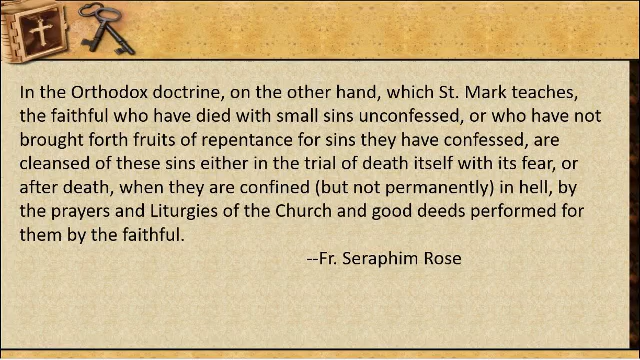 In the Orthodox doctrine, on the other hand, which St. Mark teaches,
the faithful who have died with small sins unconfessed, or who have not
brought forth fruits of repentance for sins they have confessed, are
cleansed of these sins either in the trial of death itself with its fear, or
after death, when they are confined (but not permanently) in hell, by
the prayers and Liturgies of the Church and good deeds performed for
them by the faithful.
--Fr. Seraphim Rose